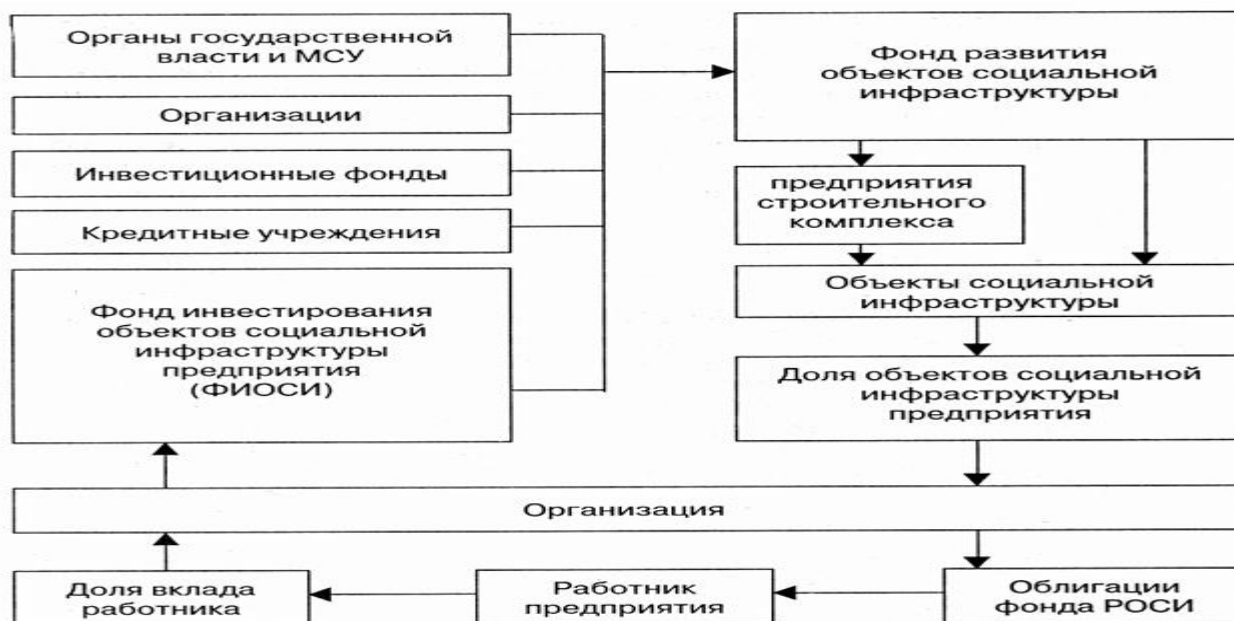 Органы государственной
власти и МСУ
Организации
Инвестиционные фонды
Кредитные учреждения
Фонд инвестирования
объектов социальной
инфраструктуры
предприятия
(ФИОСИ)
Фонд развития
объектов социальной
инфраструктуры
предприятия
строительного
комплекса
Объекты социальной
инфраструктуры
Доля объектов социальной
инфраструктуры
предприятия
Организация
Доля вклада
работника
Работник
предприятия
Облигации
фонда РОСИ